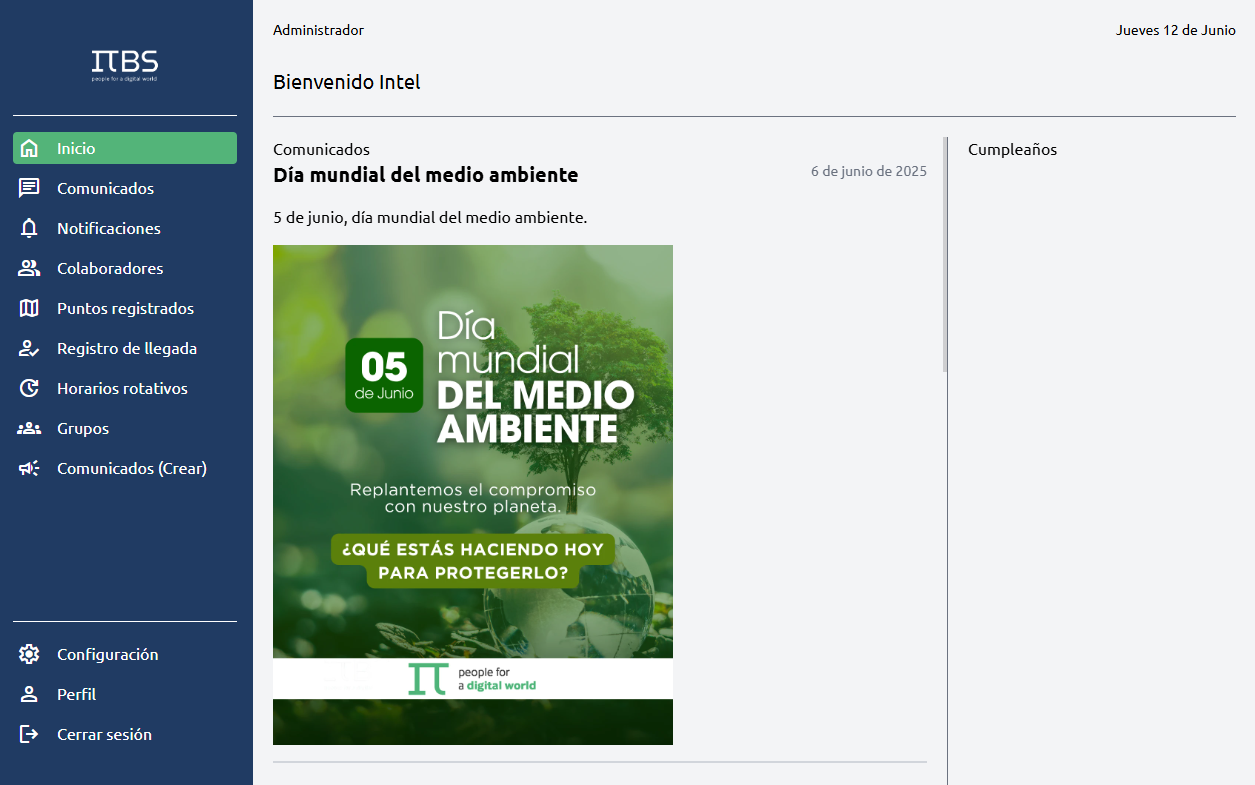 ITBS
people for a digital world
Inicio
Comunicados
Notificaciones
Colaboradores
Puntos registrados
Registro de llegada
Horarios rotativos
Grupos
Comunicados (Crear)
Configuración
Perfil
Cerrar sesión
Administrador
Jueves 12 de Junio
Bienvenido Intel
Comunicados
Día mundial del medio ambiente
6 de junio de 2025
5 de junio, día mundial del medio ambiente.
05
de Junio
Día
mundial
DEL MEDIO
AMBIENTE
Replantemos el compromiso
con nuestro planeta.
¿QUÉ ESTÁS HACIENDO HOY
PARA PROTEGERLO?
IT
people for
a digital world
Cumpleaños